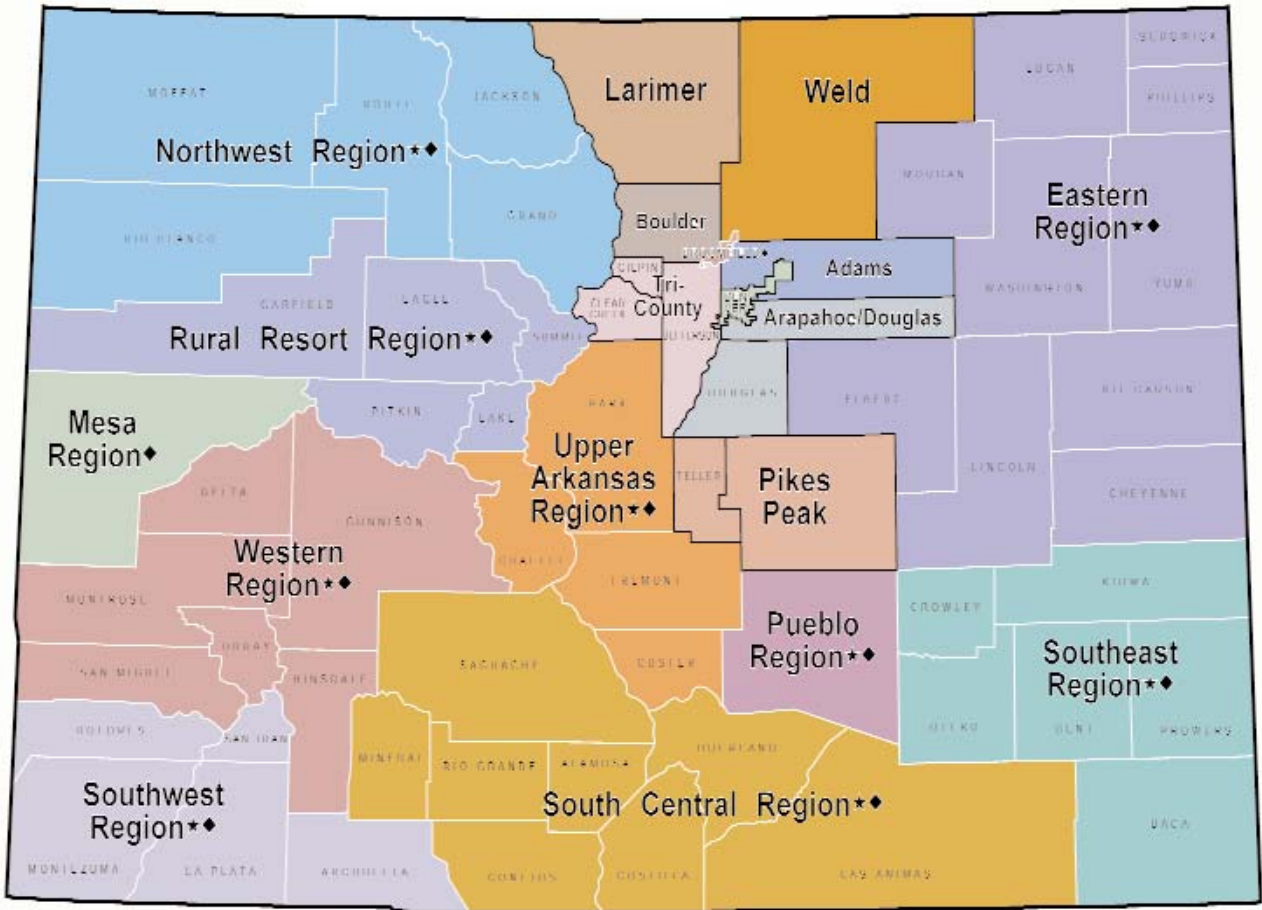 SEDGWICK
LOGAN
MOFFAT
ROUTT
JACKSON
Larimer
Weld
PHILLIPS
Northwest Region★◆
MORGAN
Eastern
Region★◆
GRAND
Boulder
RIO BLANCO
BROOMFIELD◆
GILPIN
Adams
Tri-
County
CLEAR
CREEK
WASHINGTON
YUMA
GARFIELD
EAGLE
Rural Resort Region★◆
SUMMIT
JEFFERSON
Arapahoe/Douglas
Mesa
Region◆
PITKIN
LAKE
PARK
DOUGLAS
ELBERT
KIT CARSON
Upper
Arkansas
Region★◆
TELLER
Pikes
Peak
LINCOLN
CHEYENNE
DELTA
GUNNISON
Western
Region★◆
CHAFFEE
FREMONT
KIOWA
CROWLEY
MONTROSE
OURAY
Pueblo
Region★◆
Southeast
Region★◆
SAN MIGUEL
HINSDALE
SAGUACHE
CUSTER
OTERO
BENT
PROWERS
DOLORES
SAN JUAN
MINERAL
RIO GRANDE
ALAMOSA
HUERFANO
Southwest
Region★◆
South Central Region★◆
BACA
MONTEZUMA
LA PLATA
ARCHULETA
CONEJOS
COSTILLA
LAS ANIMAS